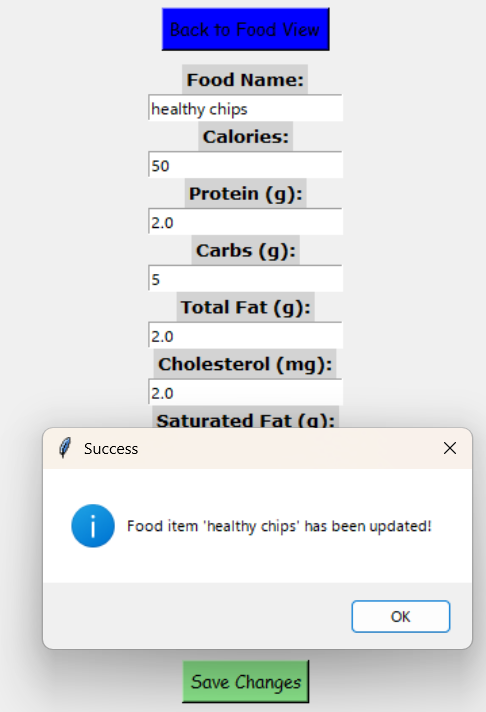 Back to Food View
Food Name:
healthy chips
Calories:
50
Protein (g):
2.0
Carbs (g):
5
Total Fat (g):
2.0
Cholesterol (mg):
2.0
Saturated Fat (g):
Success
Food item 'healthy chips' has been updated!
OK
Save Changes